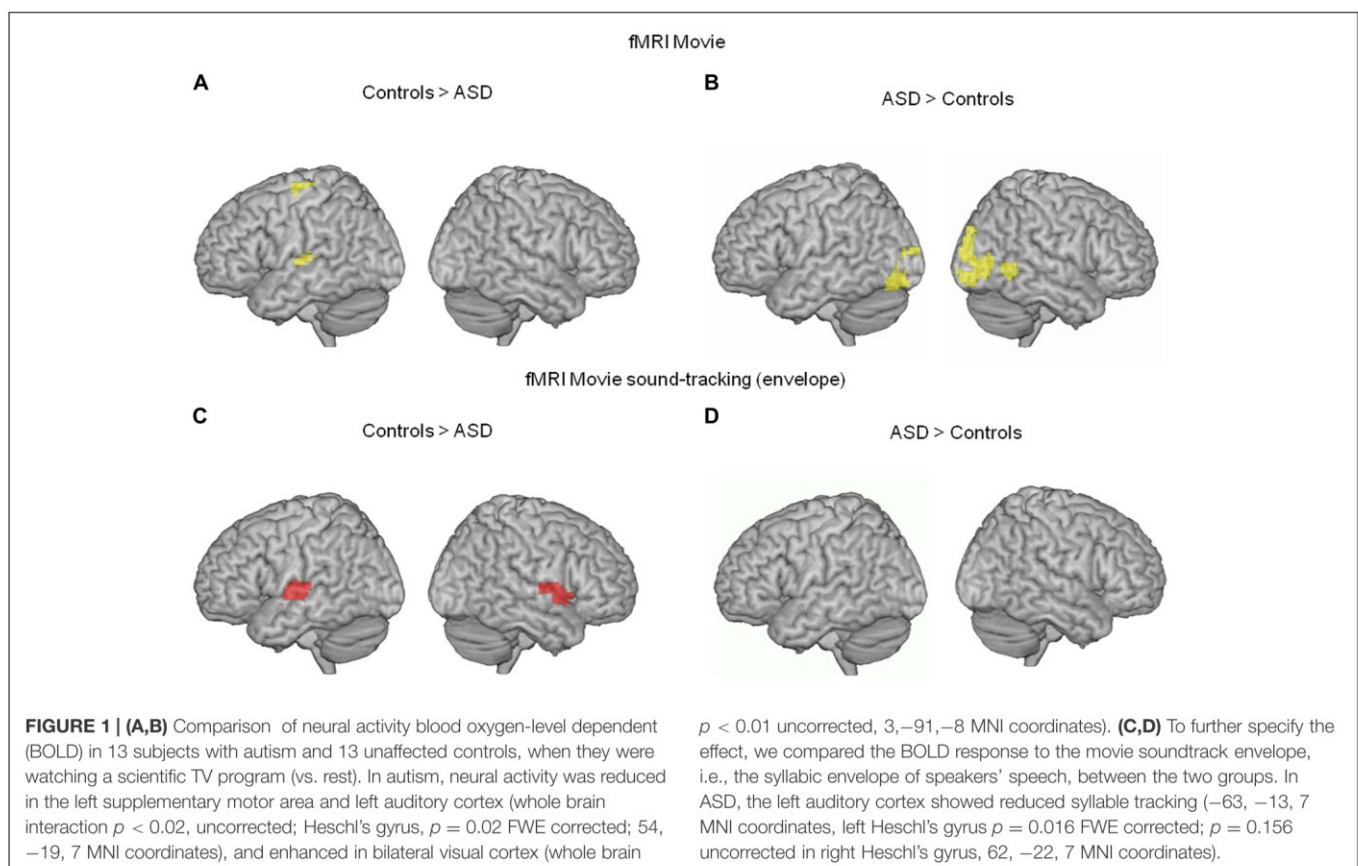 fMRI Movie
A
Controls > ASD
B
ASD > Controls
fMRI Movie sound-tracking (envelope)
C
Controls > ASD
D
ASD > Controls
FIGURE 1 | (A,B) Comparison of neural activity blood oxygen-level dependent
(BOLD) in 13 subjects with autism and 13 unaffected controls, when they were
watching a scientific TV program (vs. rest). In autism, neural activity was reduced
in the left supplementary motor area and left auditory cortex (whole brain
interaction p < 0.02, uncorrected; Heschl's gyrus, p = 0.02 FWE corrected; 54,
−19, 7 MNI coordinates), and enhanced in bilateral visual cortex (whole brain
p < 0.01 uncorrected, 3,−91,−8 MNI coordinates). (C,D) To further specify the
effect, we compared the BOLD response to the movie soundtrack envelope,
i.e., the syllabic envelope of speakers' speech, between the two groups. In
ASD, the left auditory cortex showed reduced syllable tracking (−63, −13, 7
MNI coordinates, left Heschl's gyrus p = 0.016 FWE corrected; p = 0.156
uncorrected in right Heschl's gyrus, 62, −22, 7 MNI coordinates).